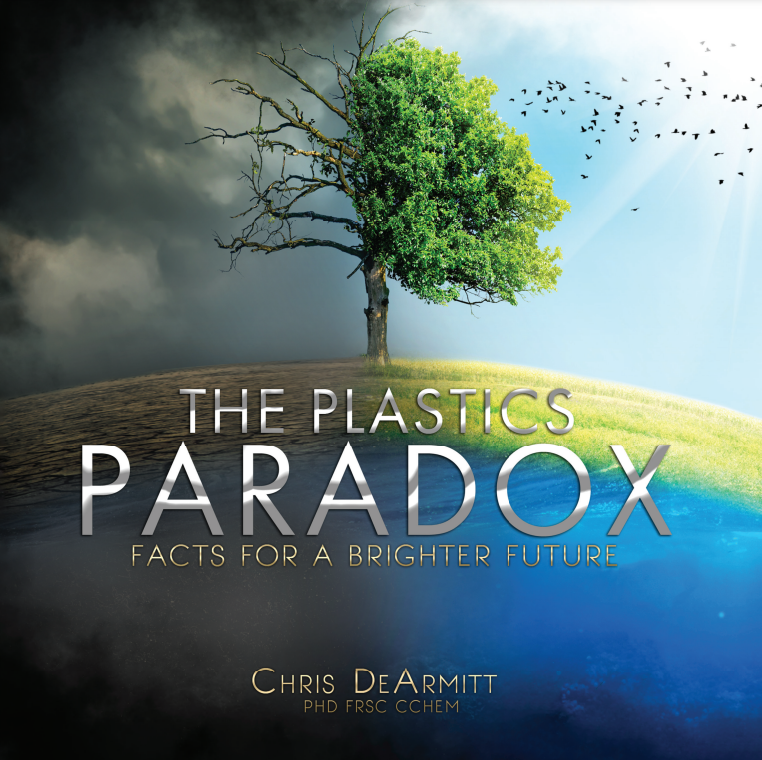 THE PLASTICS
PARADOX
FACTS FOR A BRIGHTER FUTURE
CHRIS DEARMITT
PHD FRSC CCHEM